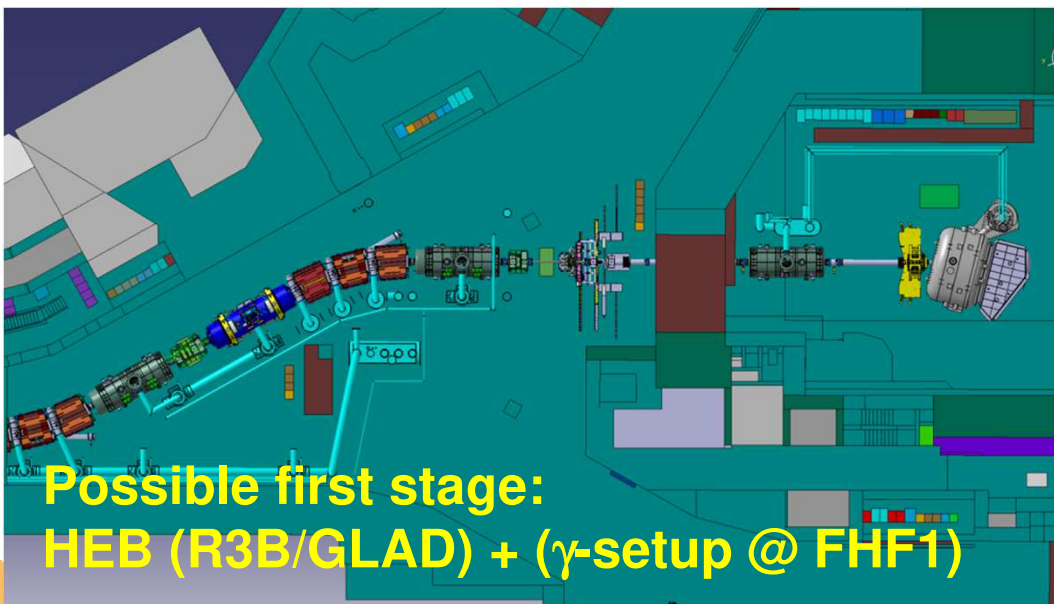 Possible first stage:
HEB (R3B/GLAD) + (γ-setup @ FHF1)